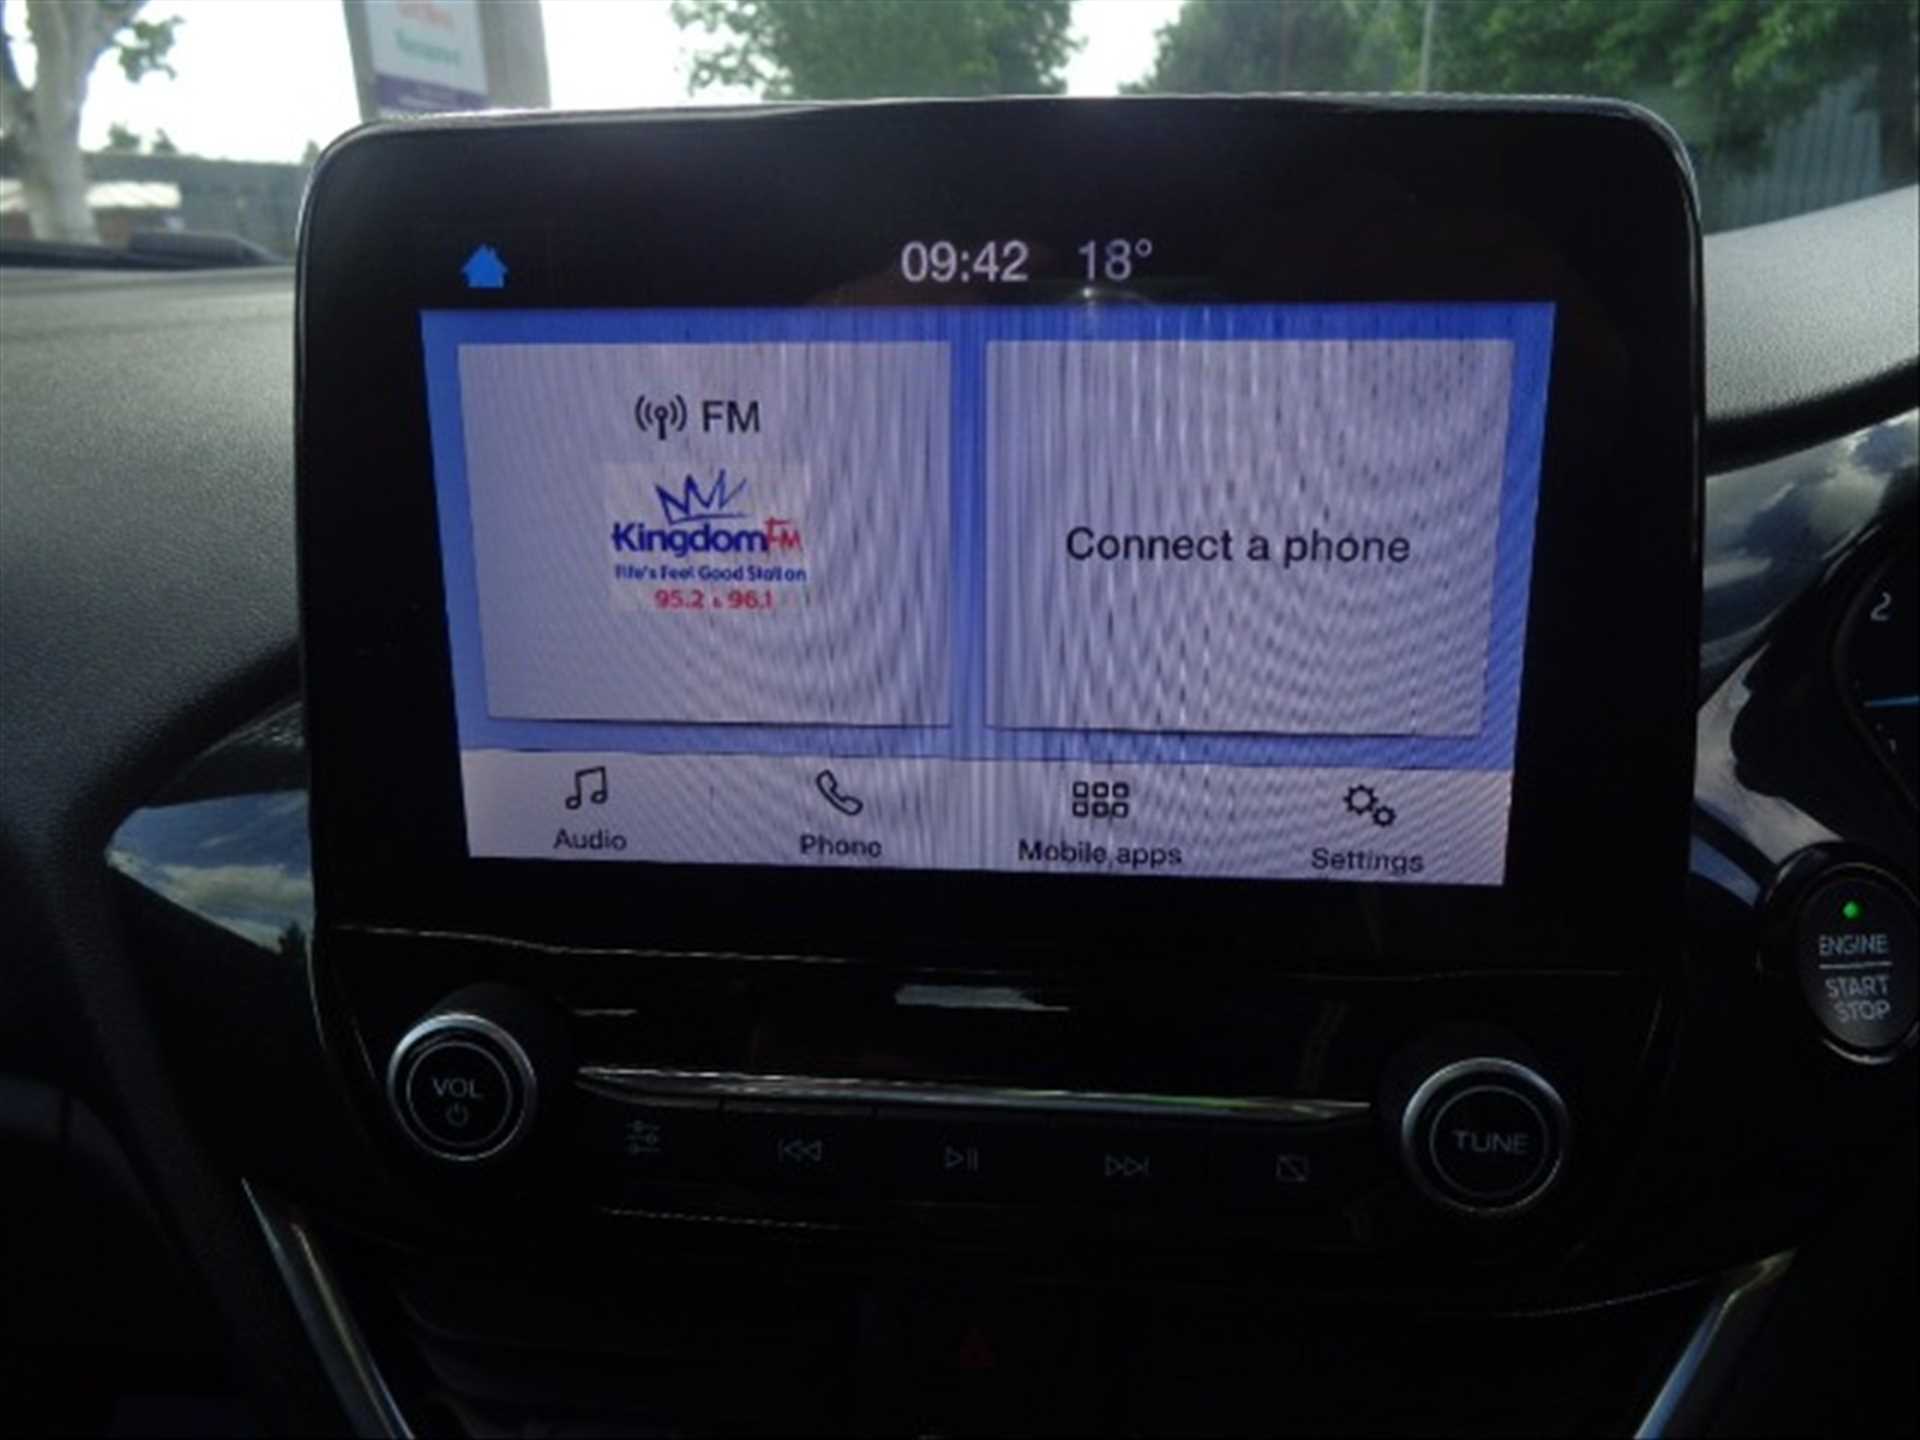 09:42 18°
FM
KingdomFM
Fife's Feel Good Station
95.2 & 96.1
Connect a phone
Audio
Phone
Mobile apps
Settings
2
ENGINE
START
STOP
VOL
TUNE